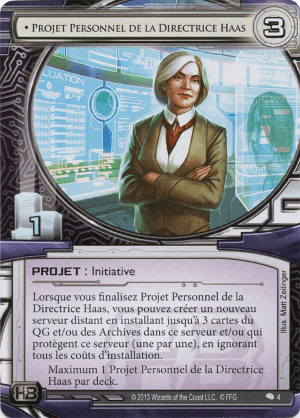 • Projet Personnel de la Directrice Haas
3
1
PROJET : Initiative
Lorsque vous finalisez Projet Personnel de la
Directrice Haas, vous pouvez créer un nouveau
serveur distant en installant jusqu'à 3 cartes du
QG et/ou des Archives dans ce serveur et/ou qui
protègent ce serveur (une par une), en ignorant
tous les coûts d'installation.
Maximum 1 Projet Personnel de la Directrice
Haas par deck.
Illus. Matt Zeilinger
HB
© 2013 Wizards of the Coast LLC. © FFG
4